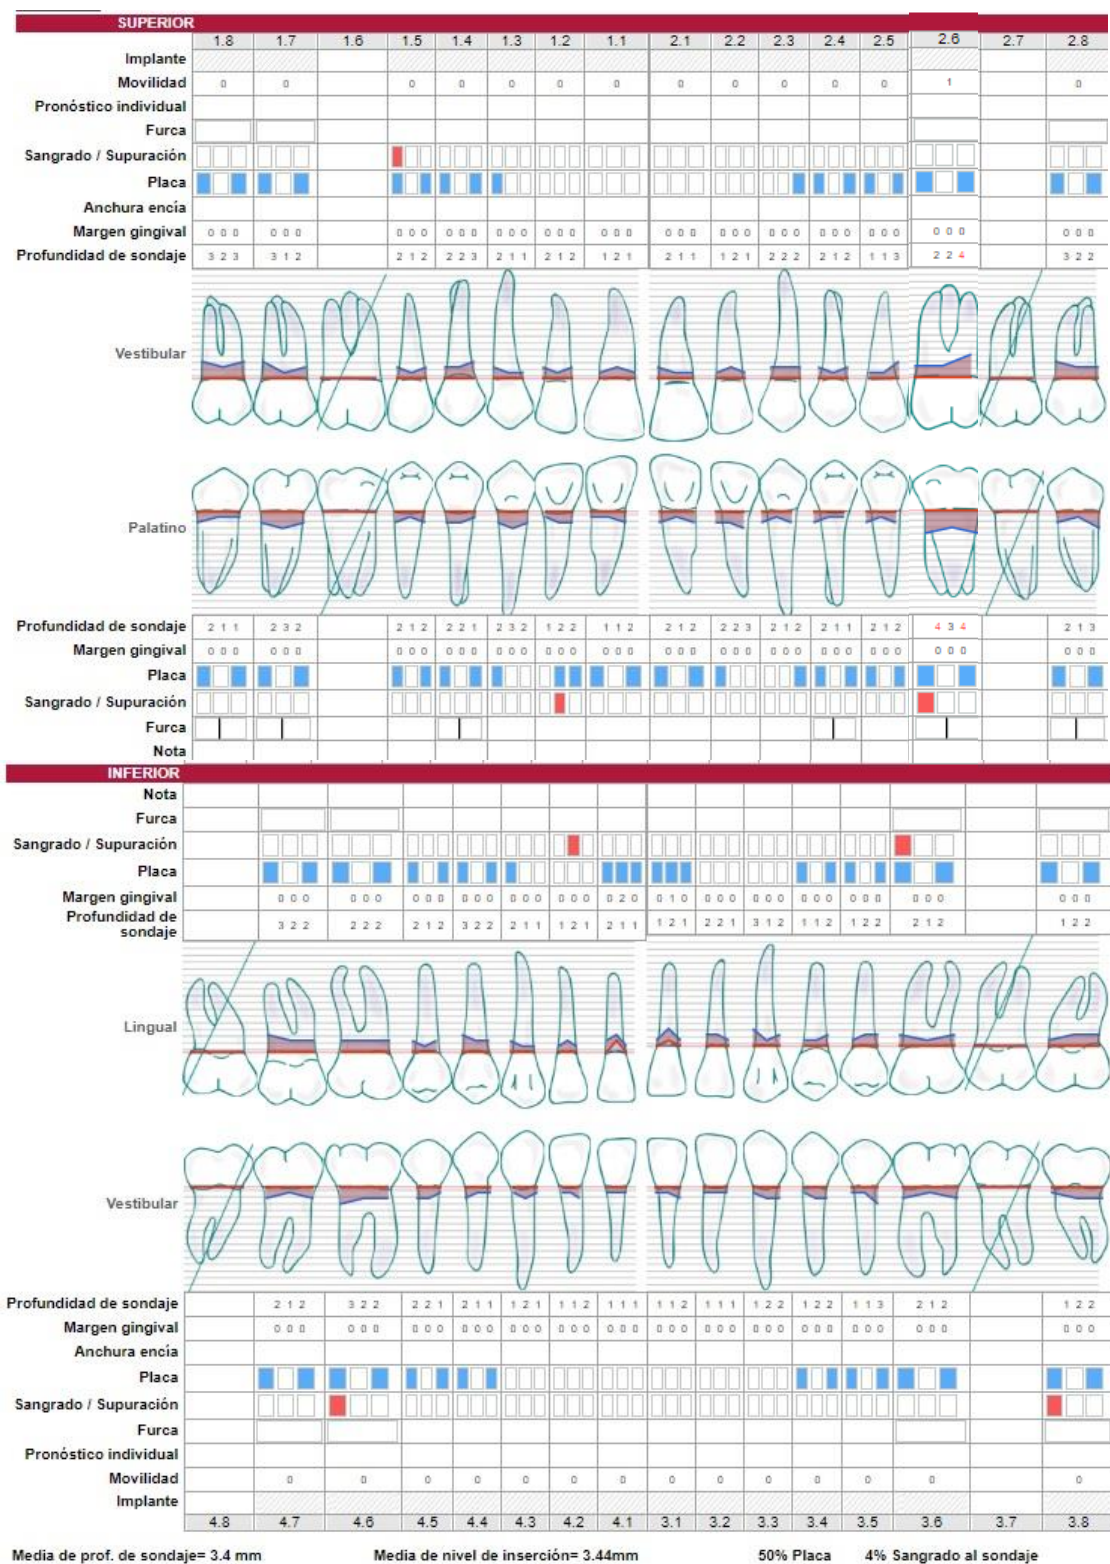 SUPERIOR
1.8 1.7 1.6 1.5 1.4 1.3 1.2 1.1 2.1 2.2 2.3 2.4 2.5 2.6 2.7 2.8
Implante
Movilidad 0 0 0 0 0 0 0 0 0 0 0 0 1 0
Pronóstico individual
Furca
Sangrado / Supuración
Placa
Anchura encía
Margen gingival 0 0 0 0 0 0 0 0 0 0 0 0 0 0 0 0 0 0 0 0 0 0 0 0 0 0 0 0 0 0 0 0 0 0 0 0 0 0 0 0 0 0
Profundidad de sondaje 3 2 3 3 1 2 2 1 2 2 2 3 2 1 1 2 1 2 1 2 1 2 1 1 1 2 1 2 2 2 2 1 2 1 1 3 2 2 4 3 2 2
Vestibular
Palatino
Profundidad de sondaje 2 1 1 2 3 2 2 1 2 2 2 1 2 3 2 1 2 2 1 1 2 2 1 2 2 2 3 2 1 2 2 1 1 2 1 2 4 3 4 2 1 3
Margen gingival 0 0 0 0 0 0 0 0 0 0 0 0 0 0 0 0 0 0 0 0 0 0 0 0 0 0 0 0 0 0 0 0 0 0 0 0 0 0 0 0 0 0
Placa
Sangrado / Supuración
Furca
Nota
INFERIOR
Nota
Furca
Sangrado / Supuración
Placa
Margen gingival 0 0 0 0 0 0 0 0 0 0 0 0 0 0 0 0 0 0 0 2 0 0 1 0 0 0 0 0 0 0 0 0 0 0 0 0 0 0 0 0 0 0
Profundidad de
sondaje 3 2 2 2 2 2 2 1 2 3 2 2 2 1 1 1 2 1 2 1 1 1 2 1 2 2 1 3 1 2 1 1 2 1 2 2 2 1 2 1 2 2
Lingual
Vestibular
Profundidad de sondaje 2 1 2 3 2 2 2 2 1 2 1 1 1 2 1 1 1 2 1 1 1 1 1 2 1 1 1 1 2 2 1 2 2 1 1 3 2 1 2 1 2 2
Margen gingival 0 0 0 0 0 0 0 0 0 0 0 0 0 0 0 0 0 0 0 0 0 0 0 0 0 0 0 0 0 0 0 0 0 0 0 0 0 0 0 0 0 0
Anchura encía
Placa
Sangrado / Supuración
Furca
Pronóstico individual
Movilidad 0 0 0 0 0 0 0 0 0 0 0 0 0 0
Implante
4.8 4.7 4.6 4.5 4.4 4.3 4.2 4.1 3.1 3.2 3.3 3.4 3.5 3.6 3.7 3.8
Media de prof. de sondaje= 3.4 mm Media de nivel de inserción= 3.44mm 50% Placa 4% Sangrado al sondaje